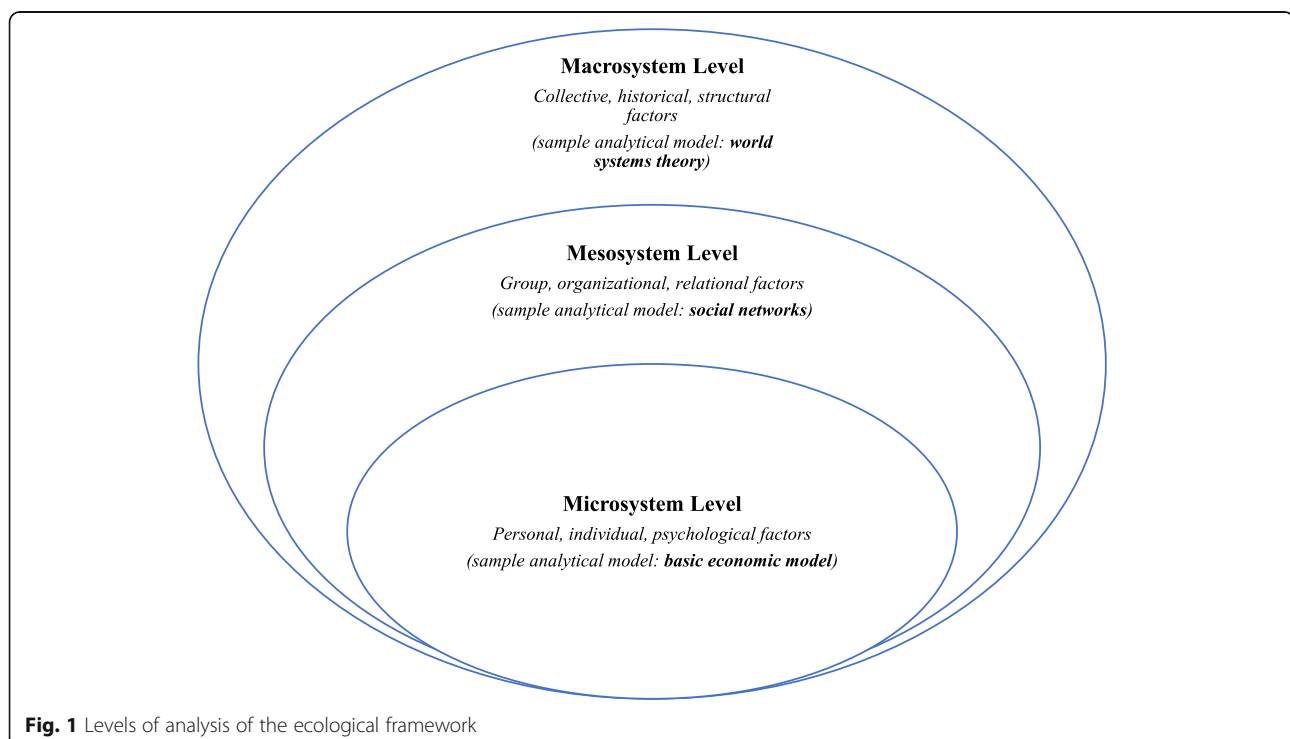 Macrosystem Level
Collective, historical, structural
factors
(sample analytical model: world
systems theory)
Mesosystem Level
Group, organizational, relational factors
(sample analytical model: social networks)
Microsystem Level
Personal, individual, psychological factors
(sample analytical model: basic economic model)
Fig. 1 Levels of analysis of the ecological framework